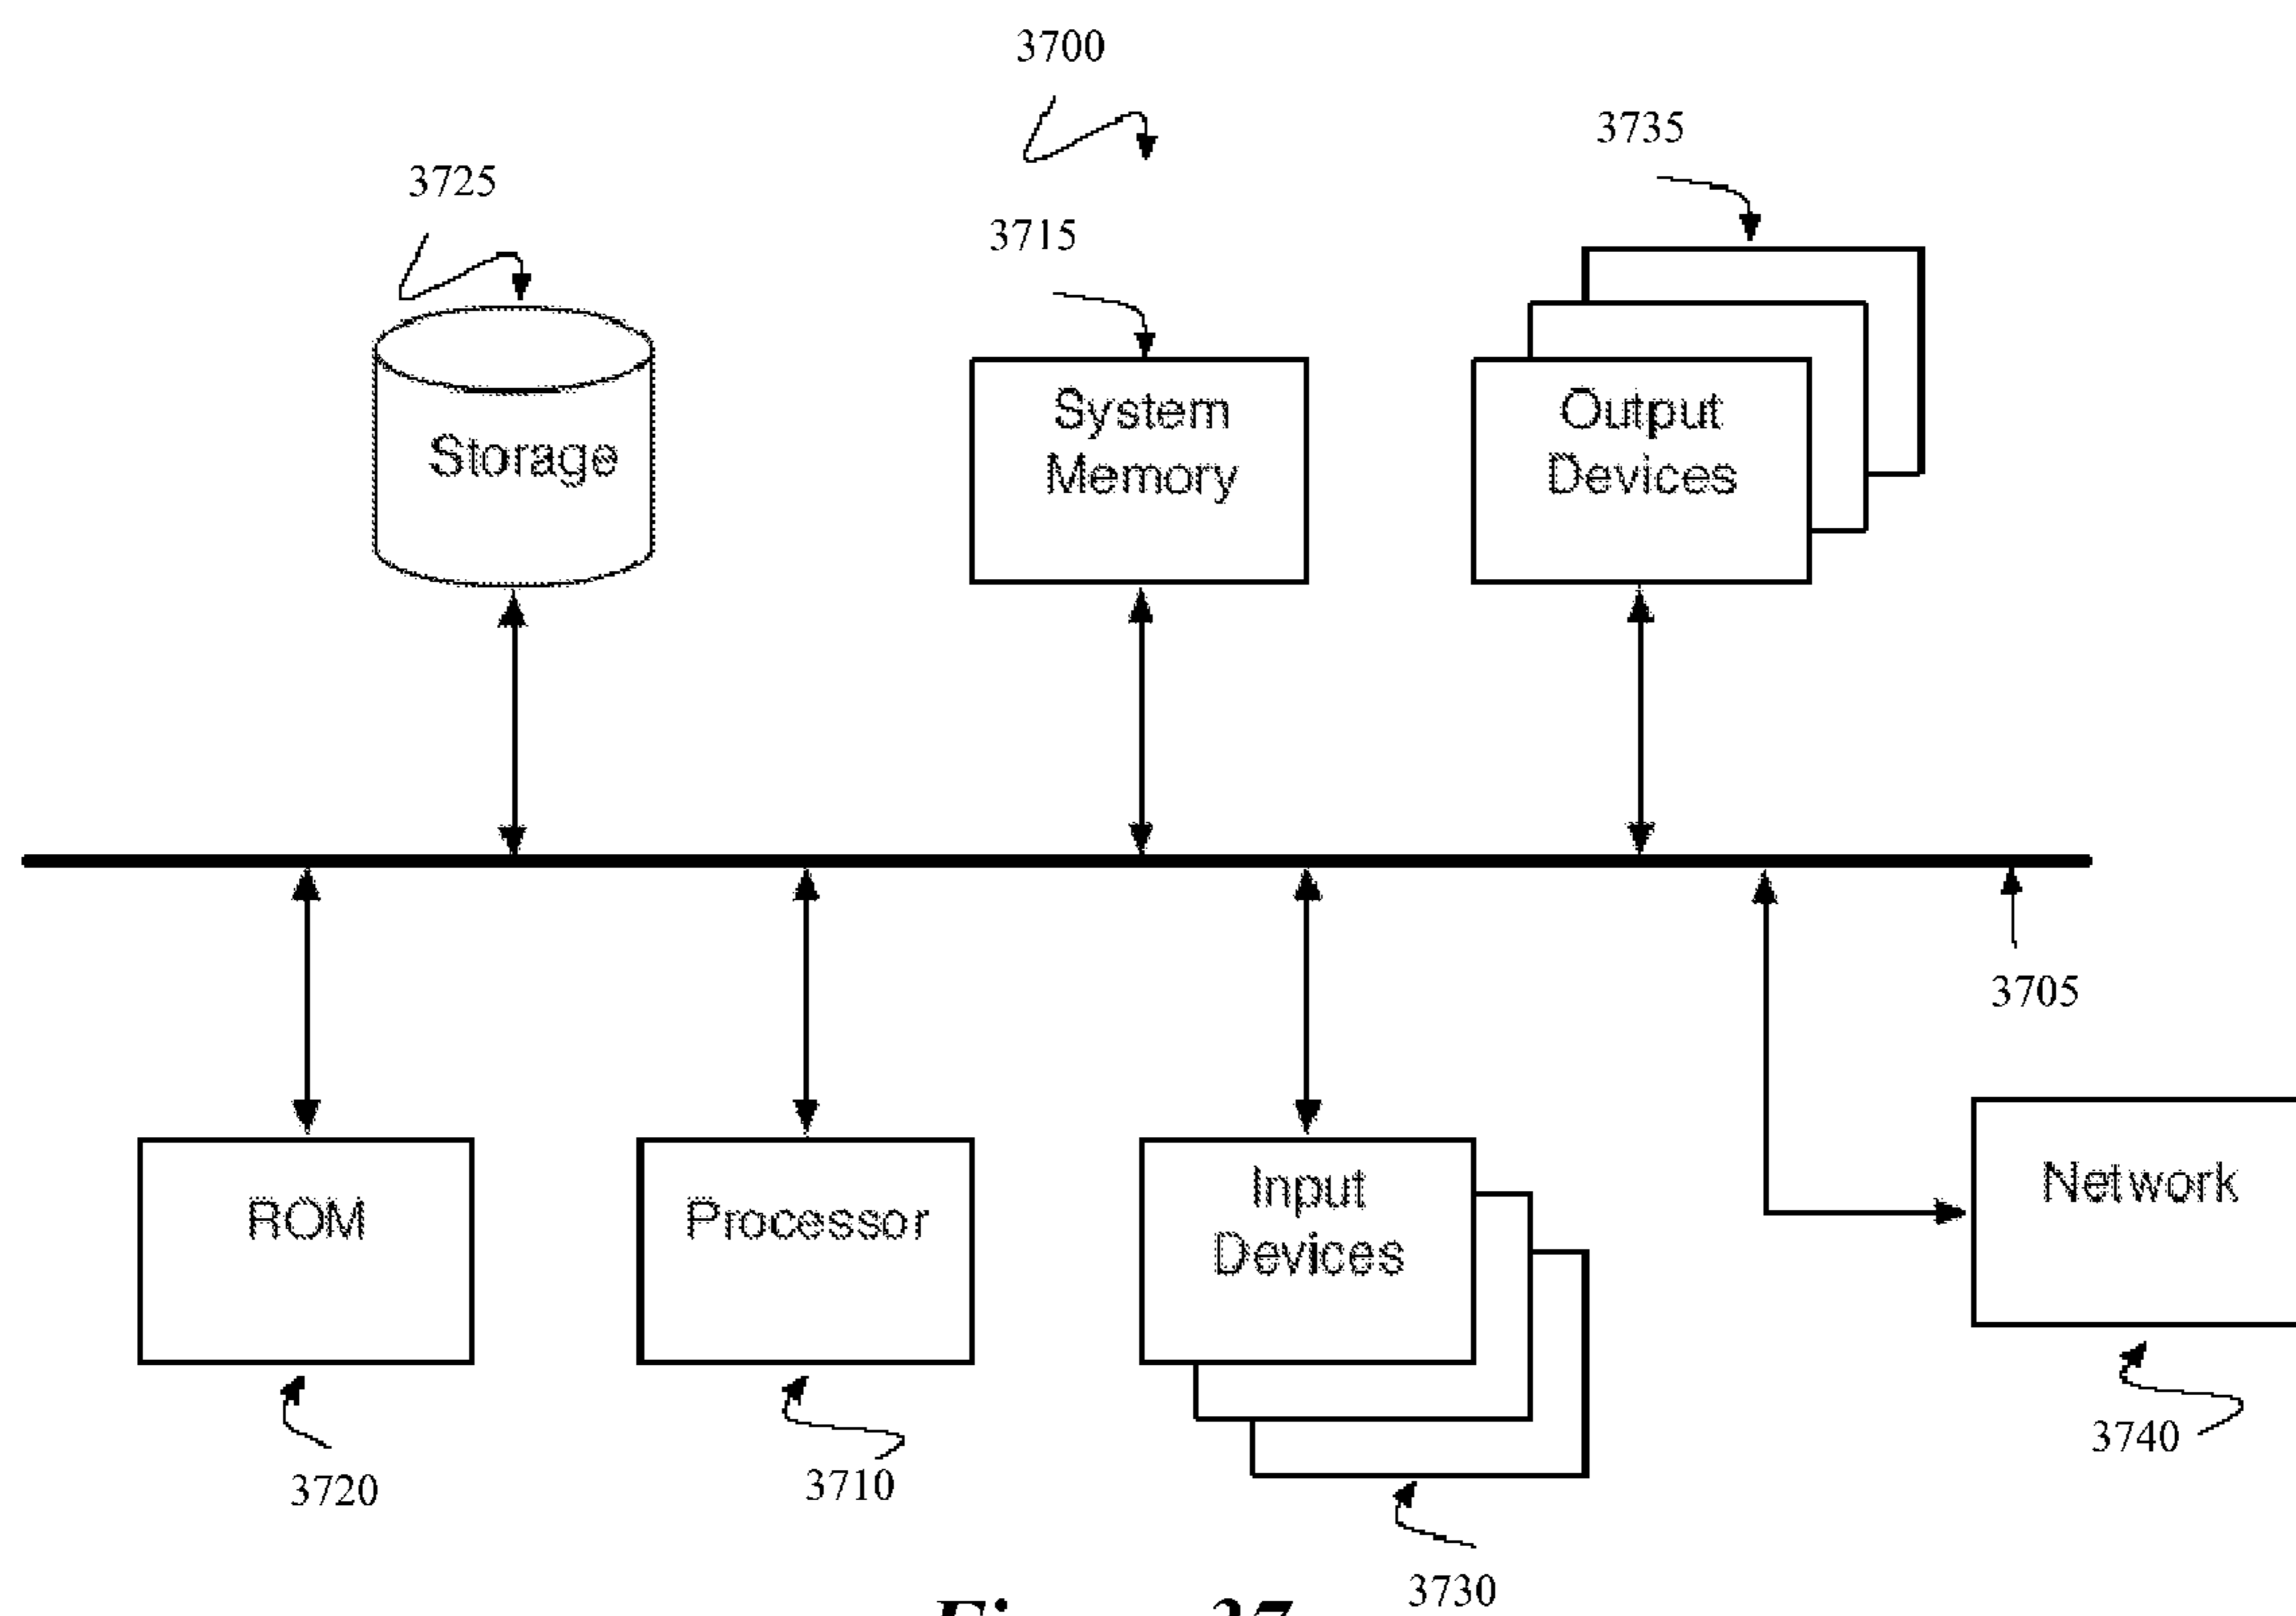 3700
3735
3725
3715
System
Memory
Output
Devices
Storage
3705
Input
Devices
Network
ROM
Processor
3740
3720
3710
3730